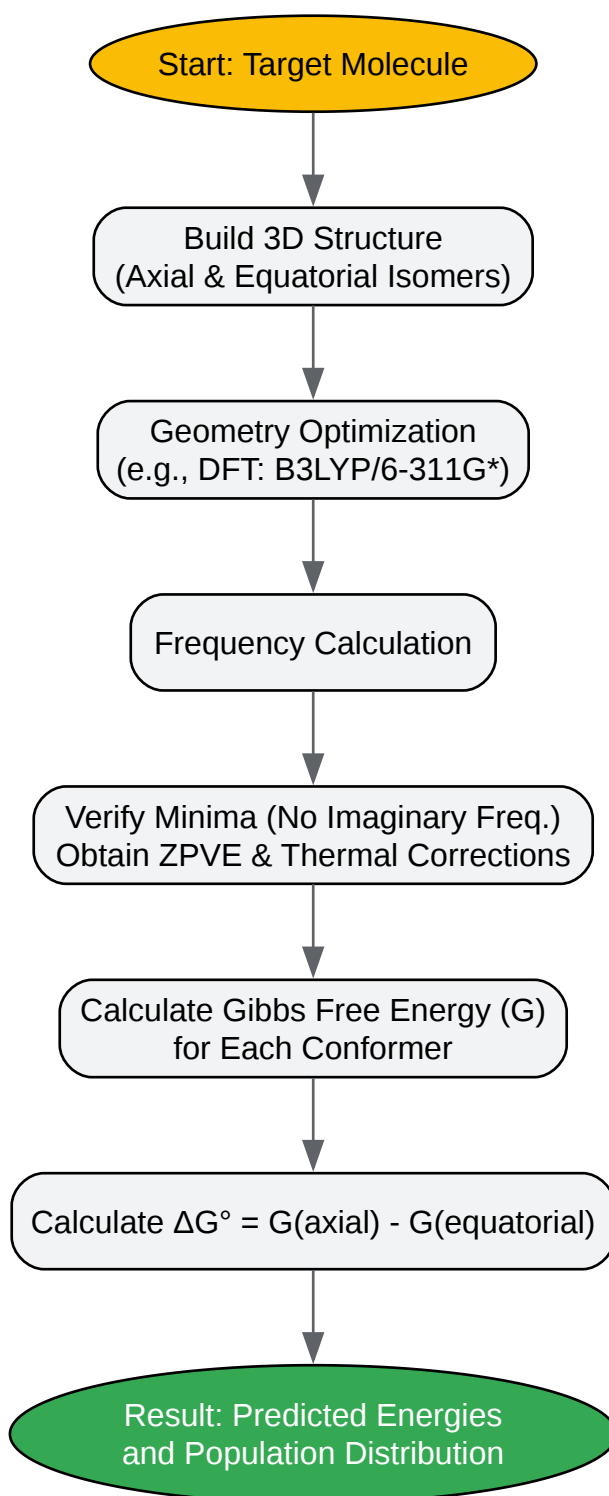 Start: Target Molecule
Build 3D Structure
(Axial & Equatorial Isomers)
Geometry Optimization
(e.g., DFT: B3LYP/6-311G*)
Frequency Calculation
Verify Minima (No Imaginary Freq.)
Obtain ZPVE & Thermal Corrections
Calculate Gibbs Free Energy (G)
for Each Conformer
Calculate ΔG° = G(axial) - G(equatorial)
Result: Predicted Energies
and Population Distribution